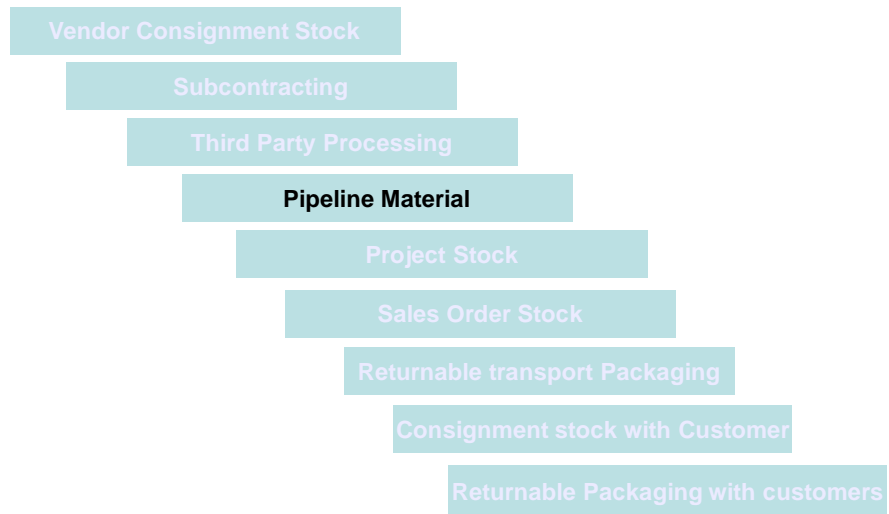 Vendor Consignment Stock
Subcontracting
Third Party Processing
Pipeline Material
Project Stock
Sales Order Stock
Returnable transport Packaging
Consignment stock with Customer
Returnable Packaging with customers